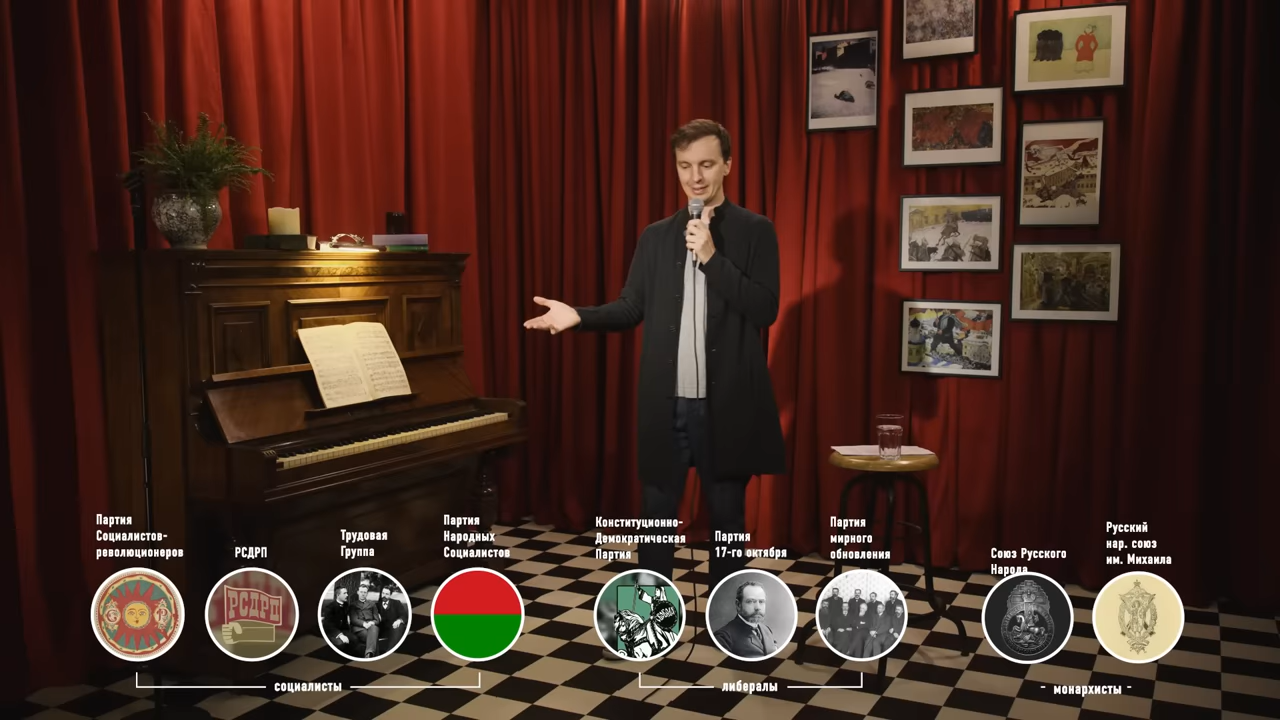 Партия
Социалистов-
революционеров
РСДРП
Трудовая
Группа
Партия
Народных
Социалистов
Конституционно-
Демократическая
Партия
Партия
17-го октября
Партия
мирного
обновления
Союз Русского
Народа
Русский
нар. союз
им. Михаила
РСДРП
социалисты
либералы
- монархисты -